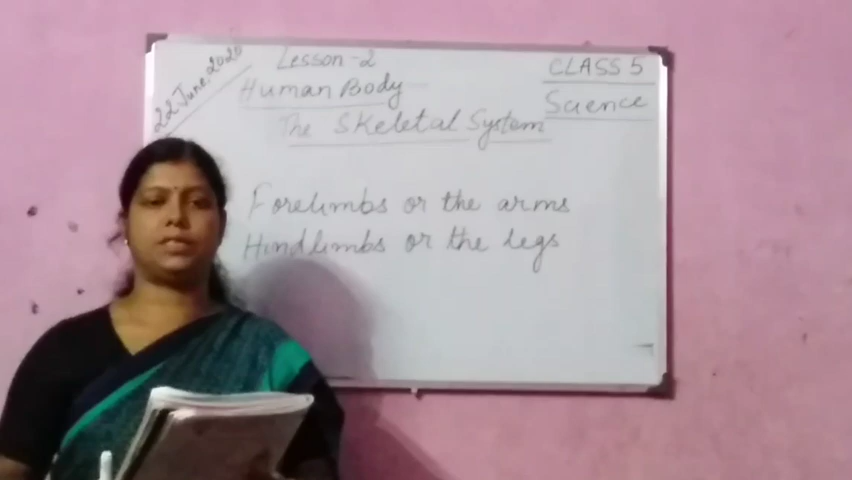 22 June. 2020
Lesson-2
Human Body
The Skeletal System
CLASS 5
Science
Forelimbs or the arms
Hindlimbs or the legs